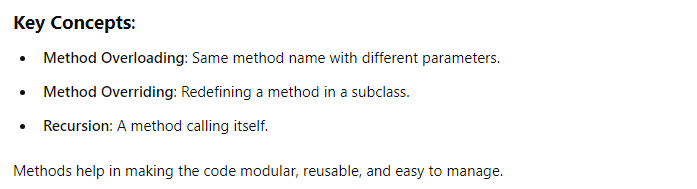 Key Concepts:
• Method Overloading: Same method name with different parameters.
• Method Overriding: Redefining a method in a subclass.
• Recursion: A method calling itself.
Methods help in making the code modular, reusable, and easy to manage.